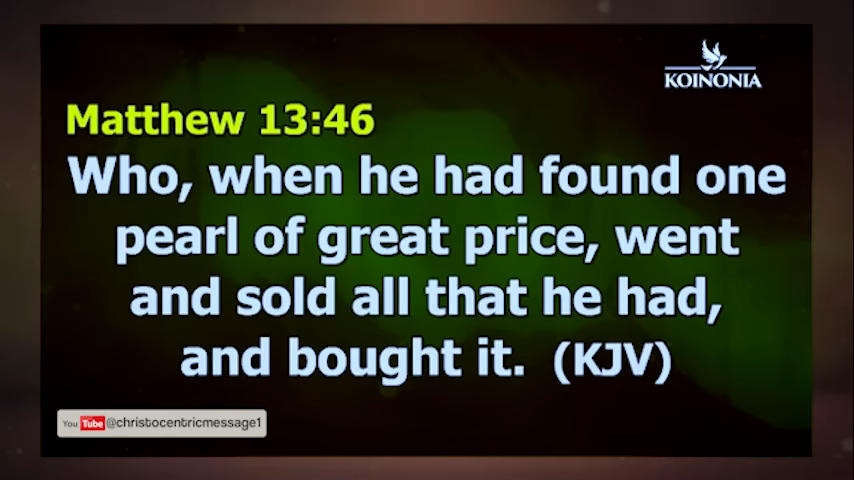 KOINONIA
Matthew 13:46
Who, when he had found one
pearl of great price, went
and sold all that he had,
and bought it. (KJV)
You Tube @christocentricmessage1